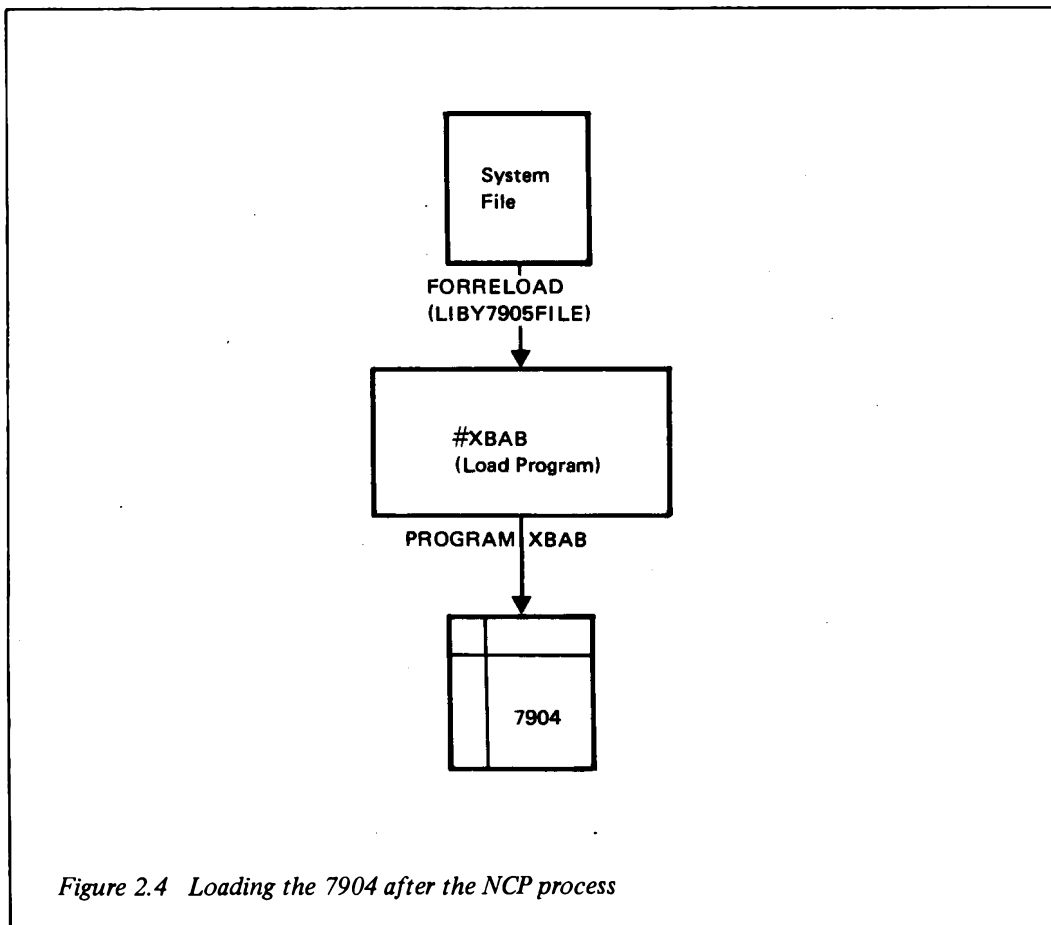 System
File
FORRELOAD
(LIBY7905FILE)
#XBAB
(Load Program)
PROGRAM XBAB
7904
Figure 2.4 Loading the 7904 after the NCP process